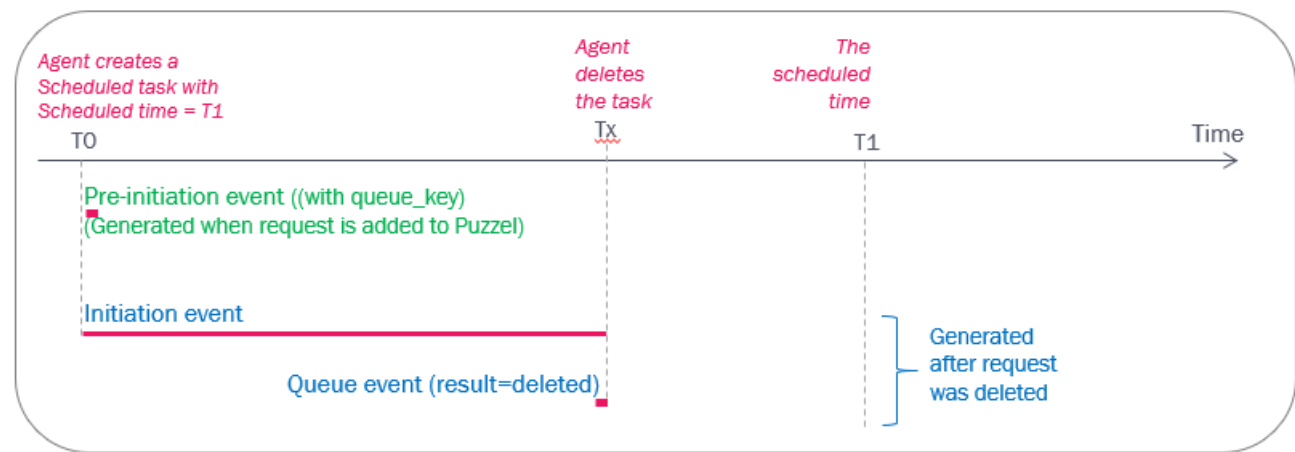 Agent creates a
Scheduled task with
Scheduled time = T1
T0
Agent
deletes
the task
Tx
The
scheduled
time
T1
Time
Pre-initiation event ((with queue_key)
(Generated when request is added to Puzzel)
Initiation event
Queue event (result=deleted)
Generated
after request
was deleted